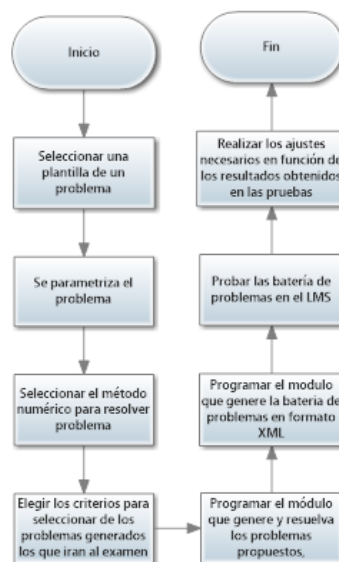 Inicio
Seleccionar una
plantilla de un
problema
Se parametriza el
problema
Seleccionar el método
numérico para resolver
problema
Elegir los criterios para
seleccionar de los
problemas generados
los que iran al examen
Programar el módulo
que genere y resuelva
los problemas
propuestos,
Programar el modulo
que genere la bateria de
problemas en formato
XML
Probar las batería de
problemas en el LMS
Realizar los ajustes
necesarios en función de
los resultados obtenidos
en las pruebas
Fin